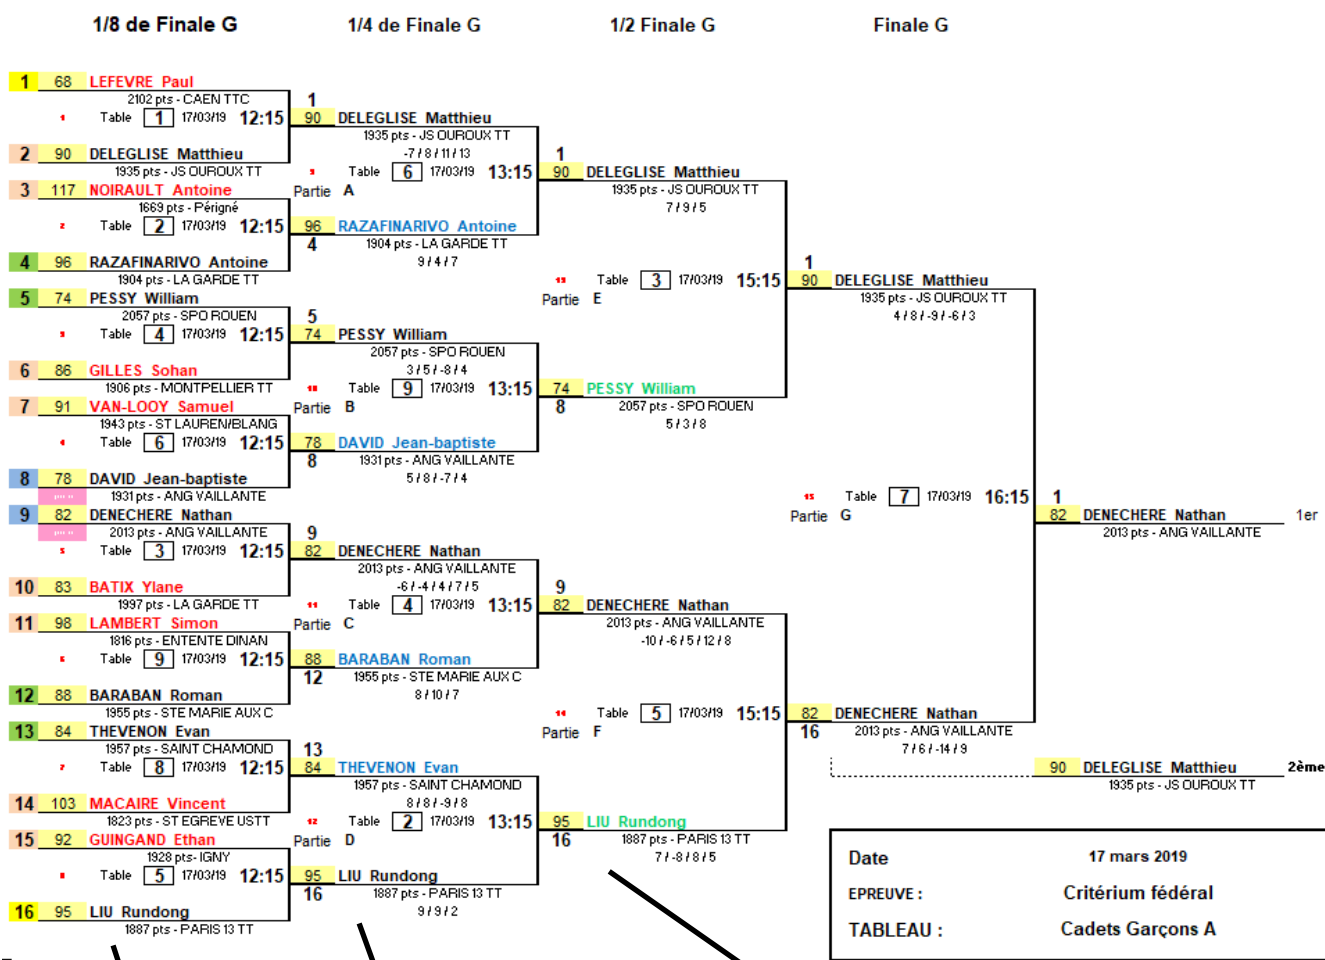 1/8 de Finale G
1/4 de Finale G
1/2 Finale G
Finale G
1 68 LEFEVRE Paul
2102 pts - CAEN TTC
1 Table 1 17/03/19 12:15
2 90 DELEGLISE Matthieu
1935 pts - JS OUROUX TT
3 117 NOIRAULT Antoine
1669 pts - Périgné
2 Table 2 17/03/19 12:15
4 96 RAZAFINARIVO Antoine
1904 pts - LA GARDE TT
5 74 PESSY William
2057 pts - SPO ROUEN
3 Table 4 17/03/19 12:15
6 86 GILLES Sohan
1906 pts - MONTPELLIER TT
7 91 VAN-LOOY Samuel
1943 pts - ST LAUREN/BLANG
4 Table 6 17/03/19 12:15
8 78 DAVID Jean-baptiste
1931 pts - ANG VAILLANTE
9 82 DENECHERE Nathan
2013 pts - ANG VAILLANTE
5 Table 3 17/03/19 12:15
10 83 BATIX Ylane
1997 pts - LA GARDE TT
11 98 LAMBERT Simon
1816 pts - ENTENTE DINAN
6 Table 9 17/03/19 12:15
12 88 BARABAN Roman
1955 pts - STE MARIE AUX C
13 84 THEVENON Evan
1957 pts - SAINT CHAMOND
7 Table 8 17/03/19 12:15
14 103 MACAIRE Vincent
1823 pts - ST EGREVE USTT
15 92 GUINGAND Ethan
1928 pts- IGNY
8 Table 5 17/03/19 12:15
16 95 LIU Rundong
1887 pts - PARIS 13 TT
1
90 DELEGLISE Matthieu
1935 pts - JS OUROUX TT
-7 / 8 / 11 / 13
9 Table 6 17/03/19 13:15
Partie A
96 RAZAFINARIVO Antoine
4 1904 pts - LA GARDE TT
9 / 4 / 7
5
74 PESSY William
2057 pts - SPO ROUEN
3 / 5 / -8 / 4
10 Table 9 17/03/19 13:15
Partie B
78 DAVID Jean-baptiste
8 1931 pts - ANG VAILLANTE
5 / 8 / -7 / 4
9
82 DENECHERE Nathan
2013 pts - ANG VAILLANTE
-6 / -4 / 4 / 7 / 5
11 Table 4 17/03/19 13:15
Partie C
88 BARABAN Roman
12 1955 pts - STE MARIE AUX C
8 / 10 / 7
13
84 THEVENON Evan
1957 pts - SAINT CHAMOND
8 / 8 / -9 / 8
12 Table 2 17/03/19 13:15
Partie D
95 LIU Rundong
16 1887 pts - PARIS 13 TT
9 / 9 / 2
1
90 DELEGLISE Matthieu
1935 pts - JS OUROUX TT
7 / 9 / 5
13 Table 3 17/03/19 15:15
Partie E
74 PESSY William
8 2057 pts - SPO ROUEN
5 / 3 / 8
9
82 DENECHERE Nathan
2013 pts - ANG VAILLANTE
-10 / -6 / 5 / 12 / 8
14 Table 5 17/03/19 15:15
Partie F
95 LIU Rundong
16 1887 pts - PARIS 13 TT
7 / -8 / 8 / 5
1
90 DELEGLISE Matthieu
1935 pts - JS OUROUX TT
4 / 8 / -9 / -6 / 3
15 Table 7 17/03/19 16:15
Partie G
82 DENECHERE Nathan
16 2013 pts - ANG VAILLANTE
7 / 6 / -14 / 9
1
82 DENECHERE Nathan 1er
2013 pts - ANG VAILLANTE
90 DELEGLISE Matthieu 2ème
1935 pts - JS OUROUX TT
Date 17 mars 2019
EPREUVE : Critérium fédéral
TABLEAU : Cadets Garçons A